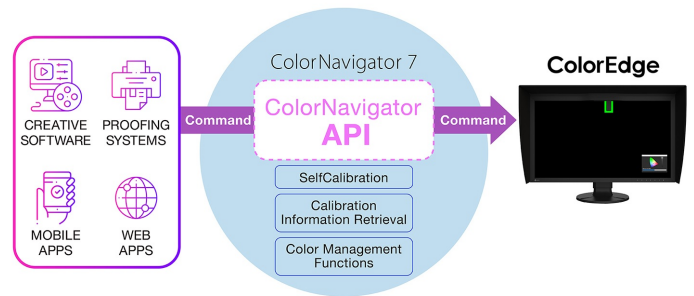 ColorNavigator 7
ColorEdge
ColorNavigator
API
Command
Command
CREATIVE
SOFTWARE
PROOFING
SYSTEMS
MOBILE
APPS
WEB
APPS
SelfCalibration
Calibration
Information Retrieval
Color Management
Functions